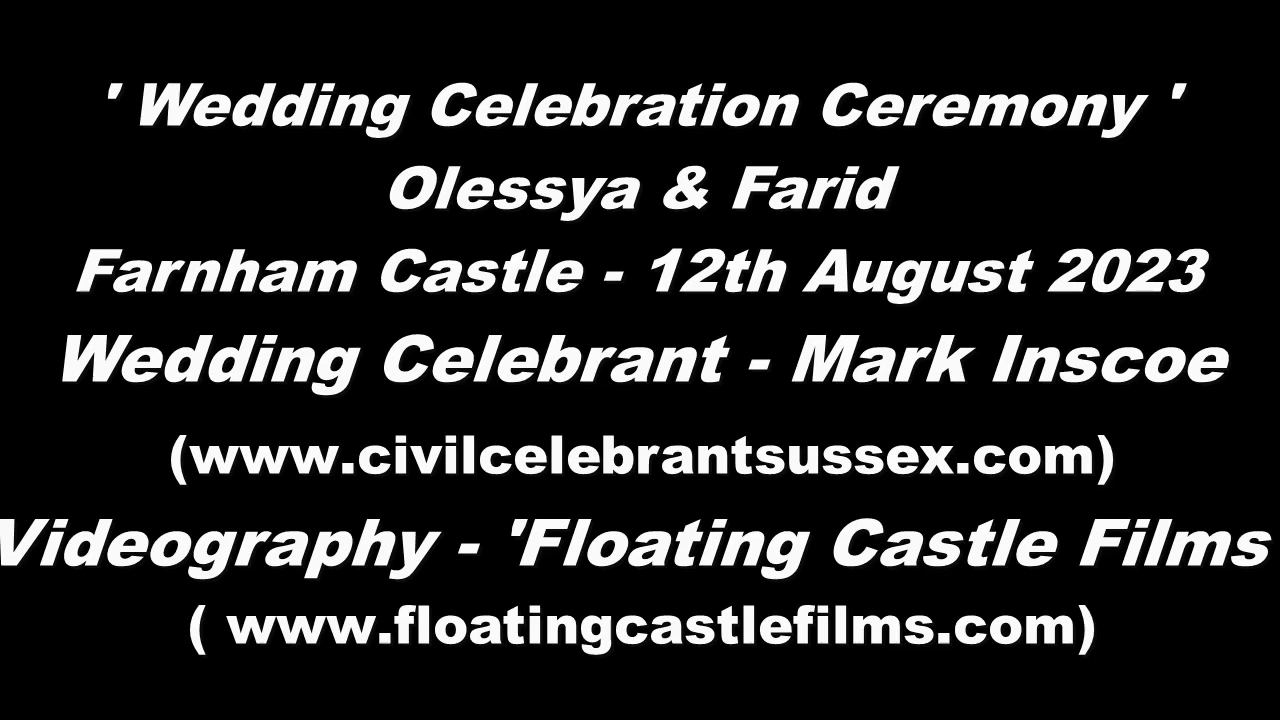 ' Wedding Celebration Ceremony '
Olessya & Farid
Farnham Castle - 12th August 2023
Wedding Celebrant - Mark Inscoe
(www.civilcelebrantsussex.com)
Videography - 'Floating Castle Films
( www.floatingcastlefilms.com)